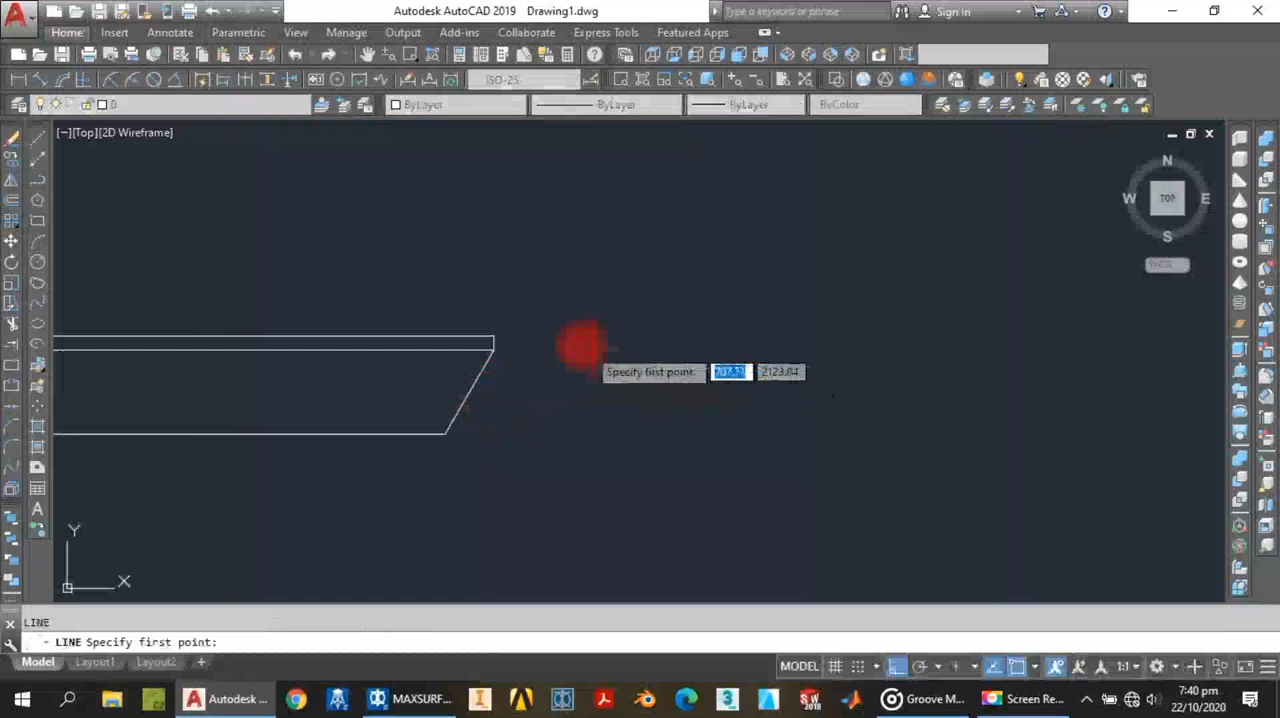 Autodesk AutoCAD 2019 Drawing1.dwg
Type a keyword or phrase
Sign In
Home Insert Annotate Parametric View Manage Output Add-ins Collaborate Express Tools Featured Apps
ISO-25
0 ByLayer ByLayer ByLayer ByColor
[−][Top][2D Wireframe]
N
W TOP E
S
Specify first point: 2123.84
Y
X
LINE
LINE Specify first point:
Model Layout1 Layout2 +
MODEL 1:1
Autodesk ... MAXSURF... Groove M... Screen Re...
7:40 pm
22/10/2020